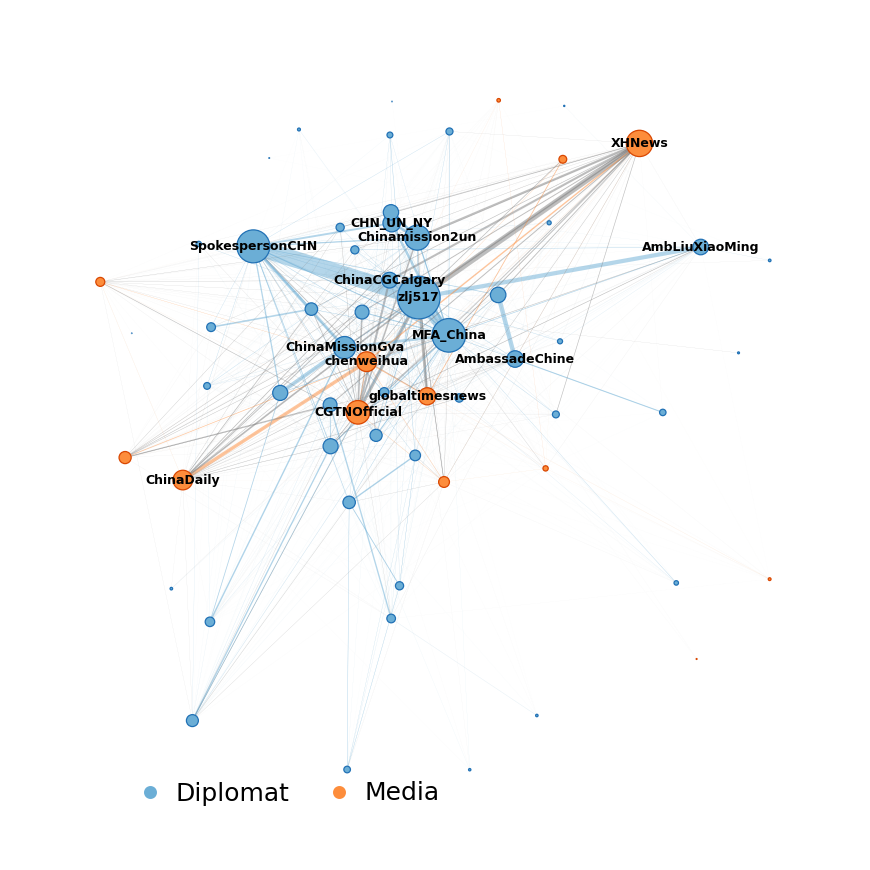 XHNews
CHN_UN_NY
Chinamission2un
SpokespersonCHN
AmbLiuXiaoMing
ChinaCGCalgary
zlj517
MFA_China
ChinaMissionGva
AmbassadeChine
chenweihua
globaltimesnews
CGTNOfficial
ChinaDaily
Diplomat
Media